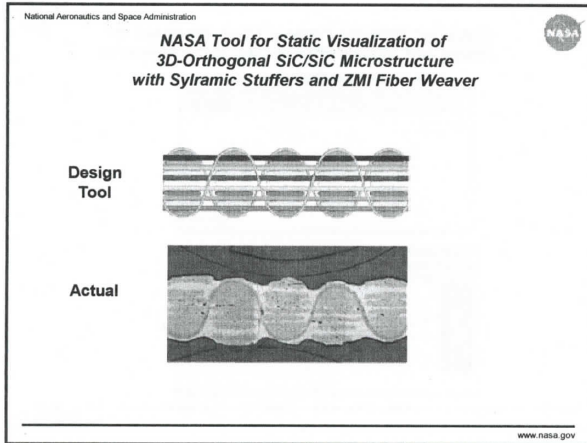 National Aeronautics and Space Administration
NASA
NASA Tool for Static Visualization of
3D-Orthogonal SiC/SiC Microstructure
with Sylramic Stuffers and ZMI Fiber Weaver
Design
Tool
Actual
www.nasa.gov